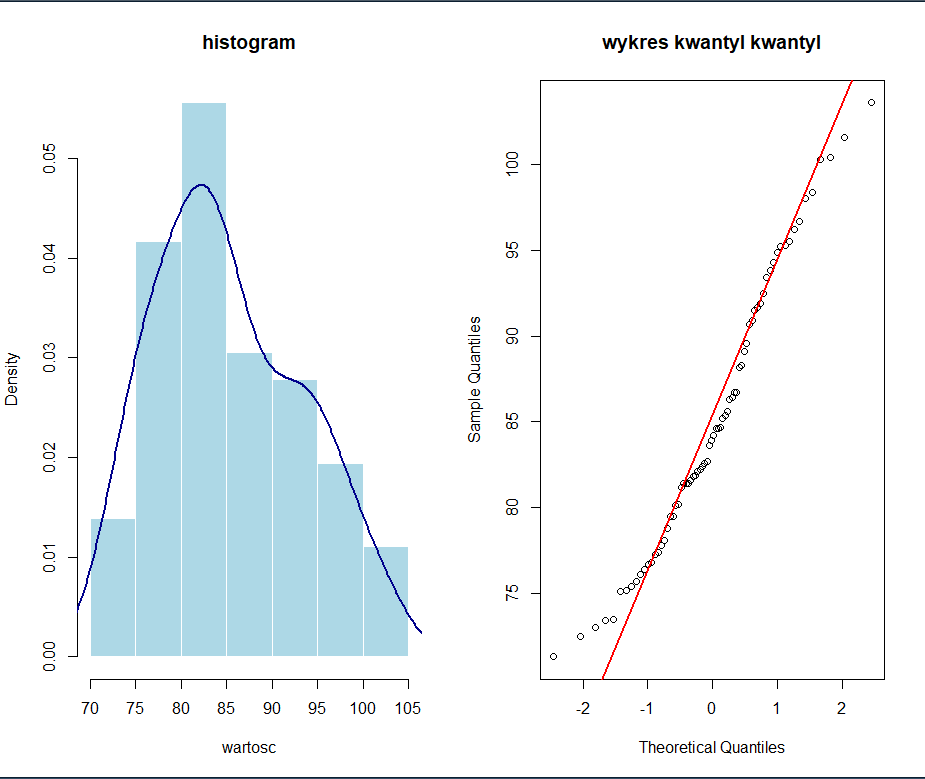 histogram
Density
0.05
0.04
0.03
0.02
0.01
0.00
70 75 80 85 90 95 100 105
wartosc
wykres kwantyl kwantyl
Sample Quantiles
100
95
90
85
80
75
-2 -1 0 1 2
Theoretical Quantiles